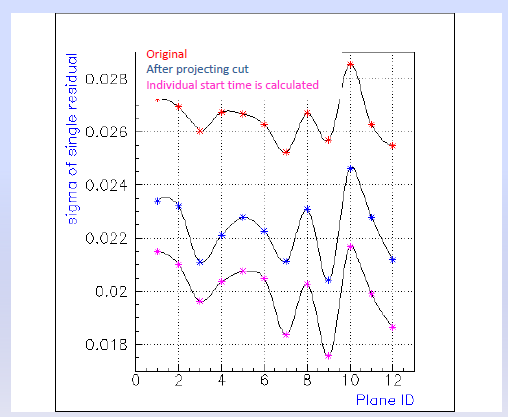 Original
After projecting cut
Individual start time is calculated
sigma of single residual
0.028
0.026
0.024
0.022
0.02
0.018
0 2 4 6 8 10 12
Plane ID